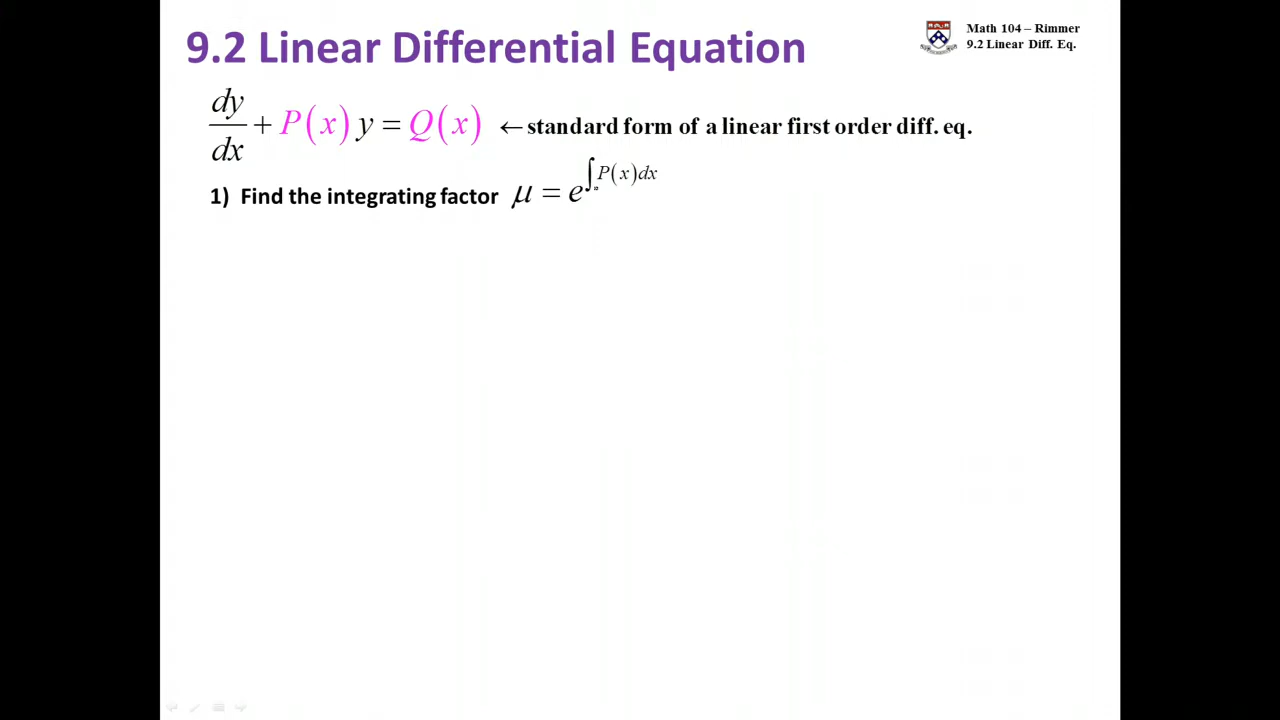 9.2 Linear Differential Equation
Math 104 – Rimmer
9.2 Linear Diff. Eq.
dy/dx + P(x) y = Q(x) ← standard form of a linear first order diff. eq.
1) Find the integrating factor μ = e^∫P(x)dx